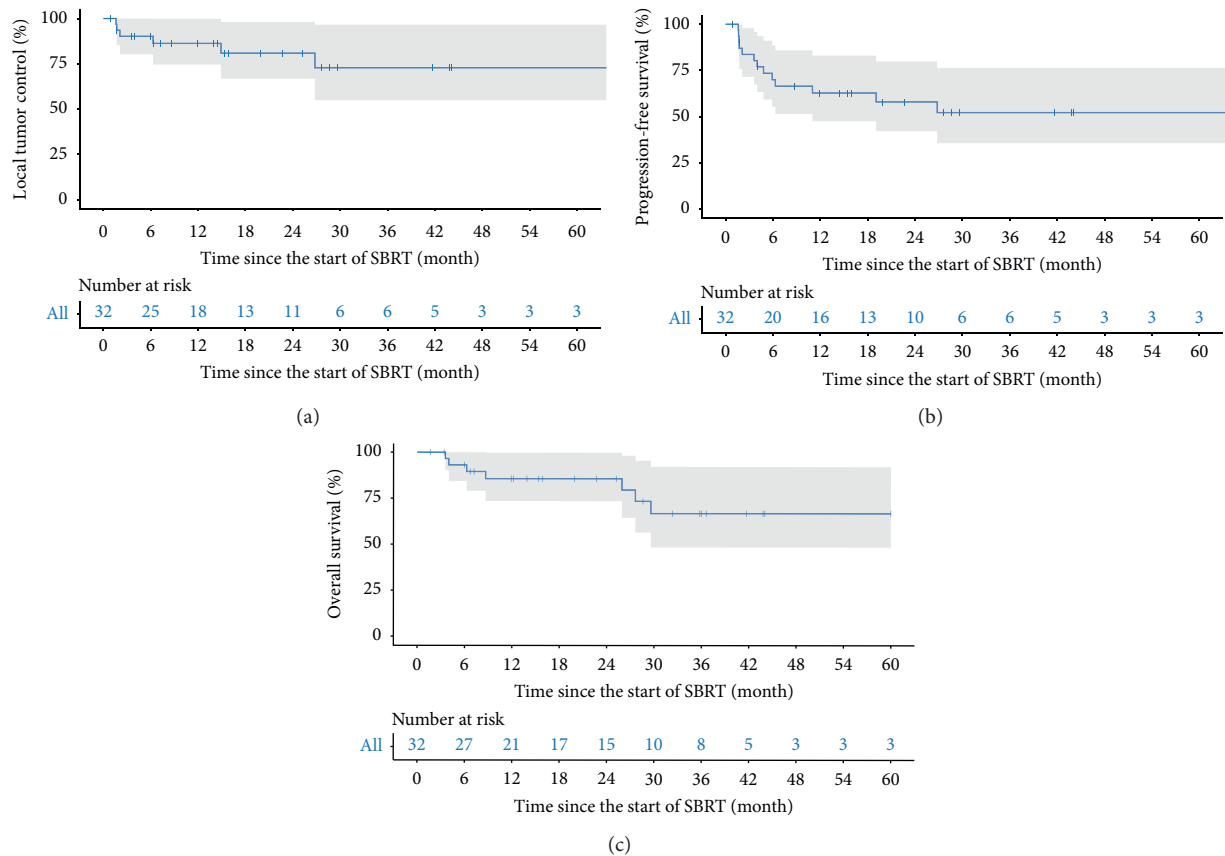 Local tumor control (%)
100
75
50
25
0
0 6 12 18 24 30 36 42 48 54 60
Time since the start of SBRT (month)
Number at risk
All 32 25 18 13 11 6 6 5 3 3 3
0 6 12 18 24 30 36 42 48 54 60
Time since the start of SBRT (month)
(a)
Progression-free survival (%)
100
75
50
25
0
0 6 12 18 24 30 36 42 48 54 60
Time since the start of SBRT (month)
Number at risk
All 32 20 16 13 10 6 6 5 3 3 3
0 6 12 18 24 30 36 42 48 54 60
Time since the start of SBRT (month)
(b)
Overall survival (%)
100
75
50
25
0
0 6 12 18 24 30 36 42 48 54 60
Time since the start of SBRT (month)
Number at risk
All 32 27 21 17 15 10 8 5 3 3 3
0 6 12 18 24 30 36 42 48 54 60
Time since the start of SBRT (month)
(c)